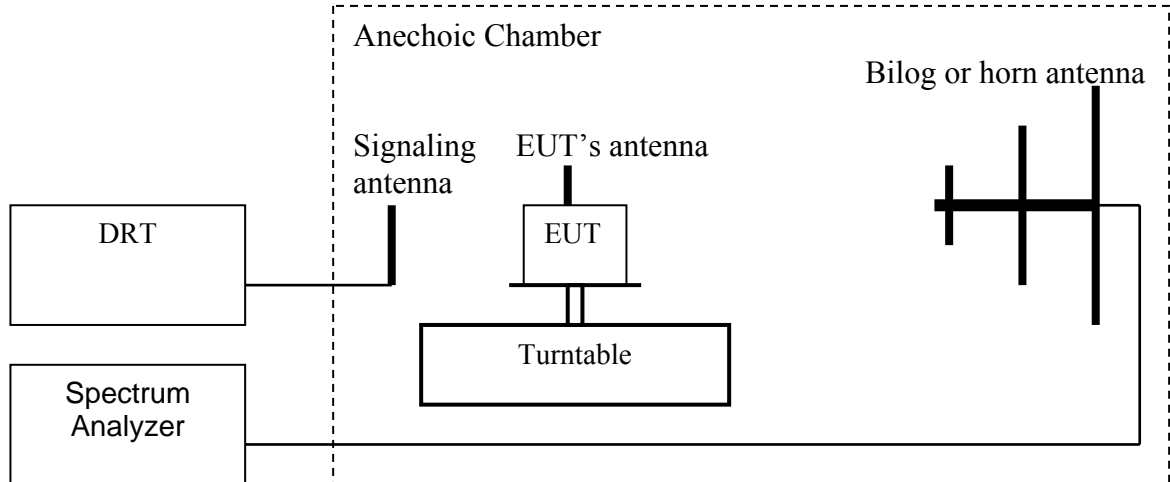 Anechoic Chamber
Bilog or horn antenna
Signaling
antenna
EUT’s antenna
DRT
EUT
Turntable
Spectrum
Analyzer